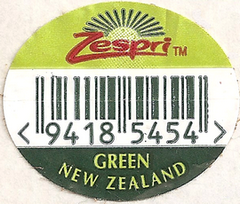 Zespri™
<9418 5454>
GREEN
NEW ZEALAND